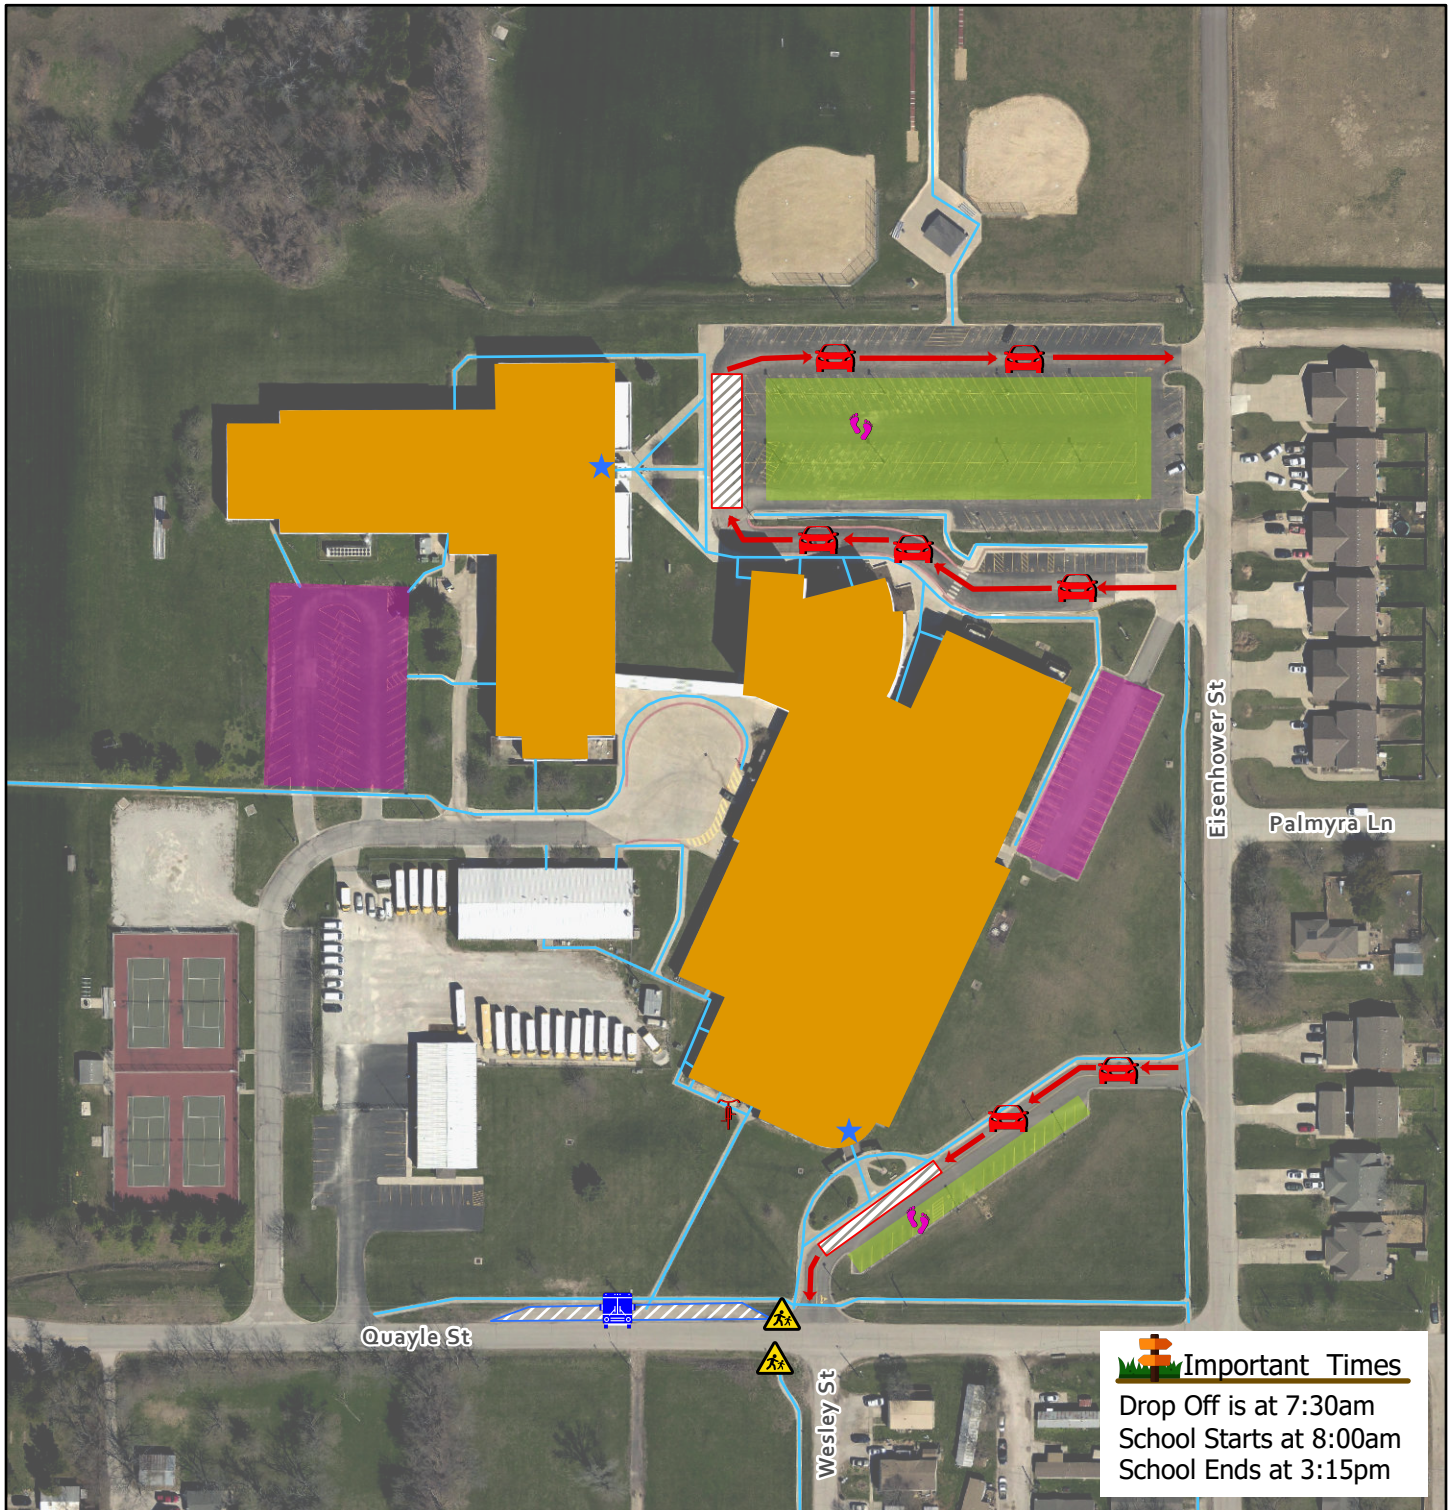 Eisenhower St
Palmyra Ln
Quayle St
Wesley St
Important Times
Drop Off is at 7:30am
School Starts at 8:00am
School Ends at 3:15pm